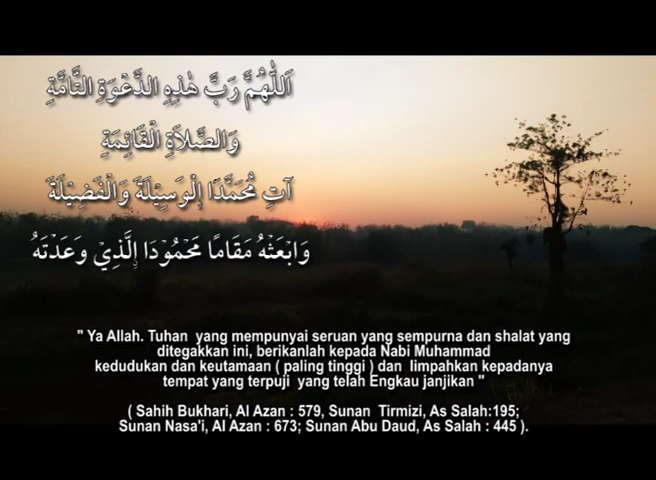 اَللّٰهُمَّ رَبَّ هٰذِهِ الدَّعْوَةِ التَّامَّةِ
وَالصَّلاَةِ الْقَائِمَةِ
آتِ مُحَمَّدَا اِلْوَسِيْلَةَ وَالْفَضِيْلَةَ
وَابْعَثْهُ مَقَامًا مَحْمُوْدَا اِلَّذِيْ وَعَدْتَهُ
" Ya Allah. Tuhan yang mempunyai seruan yang sempurna dan shalat yang
ditegakkan ini, berikanlah kepada Nabi Muhammad
kedudukan dan keutamaan ( paling tinggi ) dan limpahkan kepadanya
tempat yang terpuji yang telah Engkau janjikan "
( Sahih Bukhari, Al Azan : 579, Sunan Tirmizi, As Salah:195;
Sunan Nasa'i, Al Azan : 673; Sunan Abu Daud, As Salah : 445 ).